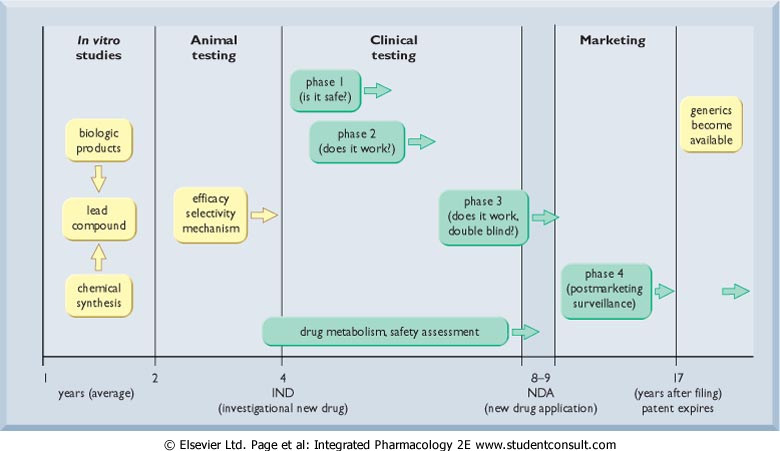 In vitro
studies
Animal
testing
Clinical
testing
Marketing
phase 1
(is it safe?)
phase 2
(does it work?)
generics
become
available
biologic
products
lead
compound
chemical
synthesis
efficacy
selectivity
mechanism
phase 3
(does it work,
double blind?)
phase 4
(postmarketing
surveillance)
drug metabolism, safety assessment
1
years (average)
2
4
IND
(investigational new drug)
8–9
NDA
(new drug application)
17
(years after filing)
patent expires
© Elsevier Ltd. Page et al: Integrated Pharmacology 2E www.studentconsult.com